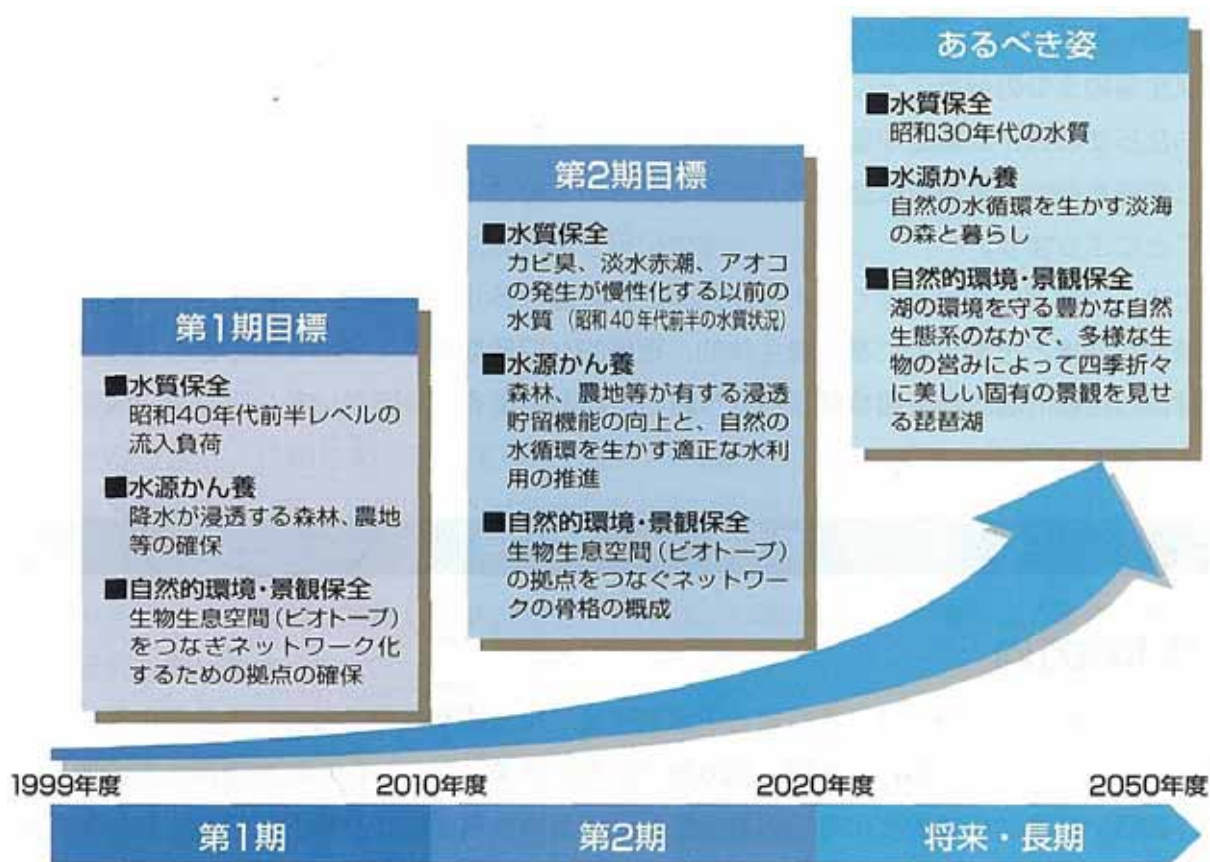 あるべき姿
■水質保全
昭和30年代の水質
■水源かん養
自然の水循環を生かす淡海
の森と暮らし
■自然的環境・景観保全
湖の環境を守る豊かな自然
生態系のなかで、多様な生
物の営みによって四季折々
に美しい固有の景観を見せ
る琵琶湖
第2期目標
■水質保全
カビ臭、淡水赤潮、アオコ
の発生が慢性化する以前の
水質(昭和40年代前半の水質状況)
■水源かん養
森林、農地等が有する浸透
貯留機能の向上と、自然の
水循環を生かす適正な水利
用の推進
■自然的環境・景観保全
生物生息空間(ビオトープ)
の拠点をつなぐネットワー
クの骨格の概成
第1期目標
■水質保全
昭和40年代前半レベルの
流入負荷
■水源かん養
降水が浸透する森林、農地
等の確保
■自然的環境・景観保全
生物生息空間(ビオトープ)
をつなぎネットワーク化
するための拠点の確保
1999年度 2010年度 2020年度 2050年度
第1期 第2期 将来・長期